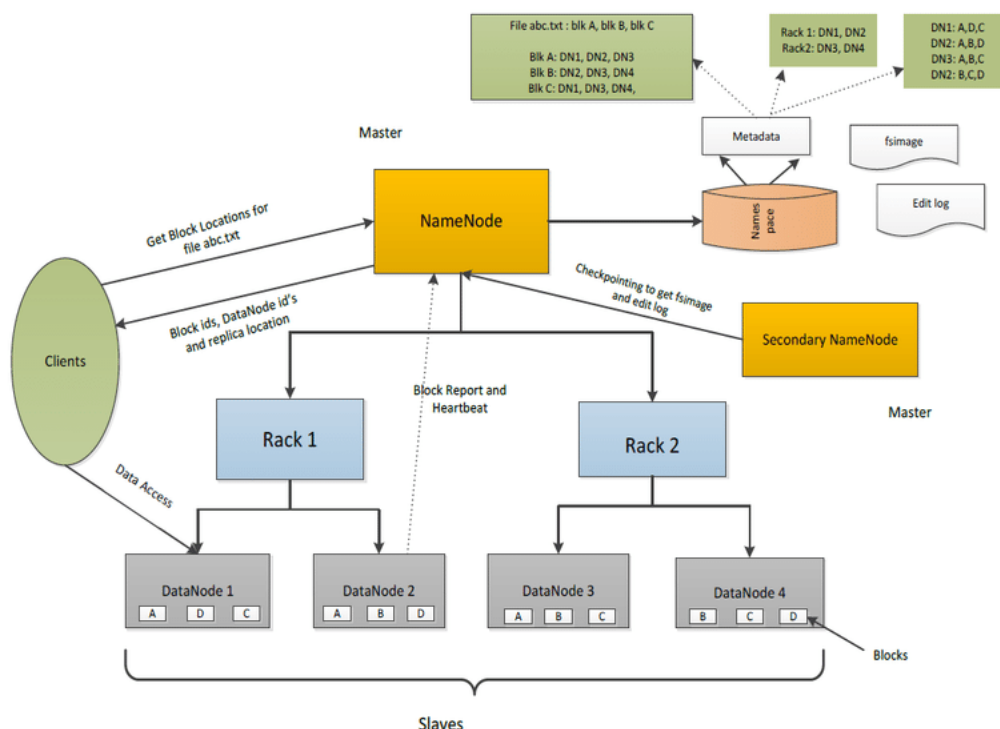 File abc.txt : blk A, blk B, blk C
Blk A: DN1, DN2, DN3
Blk B: DN2, DN3, DN4
Blk C: DN1, DN3, DN4,
Rack 1: DN1, DN2
Rack2: DN3, DN4
DN1: A,D,C
DN2: A,B,D
DN3: A,B,C
DN2: B,C,D
Master
Metadata
fsimage
NameNode
Names
pace
Edit log
Get Block Locations for
file abc.txt
Block ids, DataNode id's
and replica location
Checkpointing to get fsimage
and edit log
Secondary NameNode
Clients
Block Report and
Heartbeat
Master
Rack 1
Rack 2
Data Access
DataNode 1
A D C
DataNode 2
A B D
DataNode 3
A B C
DataNode 4
B C D
Blocks
Slaves